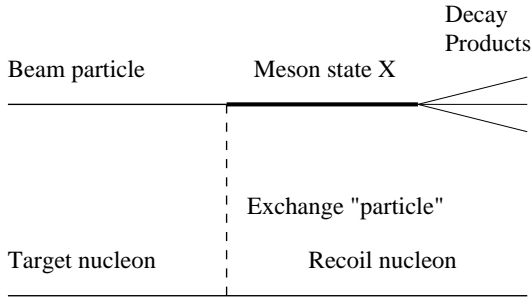 Decay
Products
Beam particle
Meson state X
Exchange "particle"
Target nucleon
Recoil nucleon